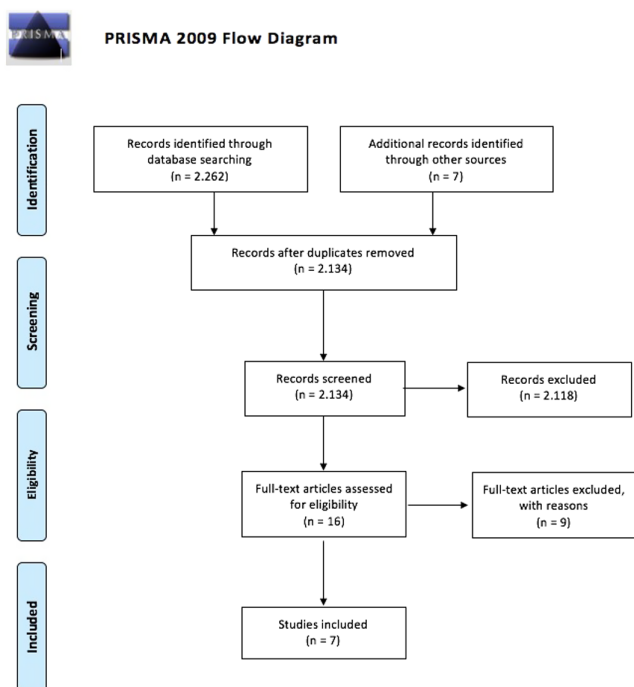 PRISMA
PRISMA 2009 Flow Diagram
Identification
Records identified through
database searching
(n = 2.262)
Additional records identified
through other sources
(n = 7)
Records after duplicates removed
(n = 2.134)
Screening
Records screened
(n = 2.134)
Records excluded
(n = 2.118)
Eligibility
Full-text articles assessed
for eligibility
(n = 16)
Full-text articles excluded,
with reasons
(n = 9)
Included
Studies included
(n = 7)